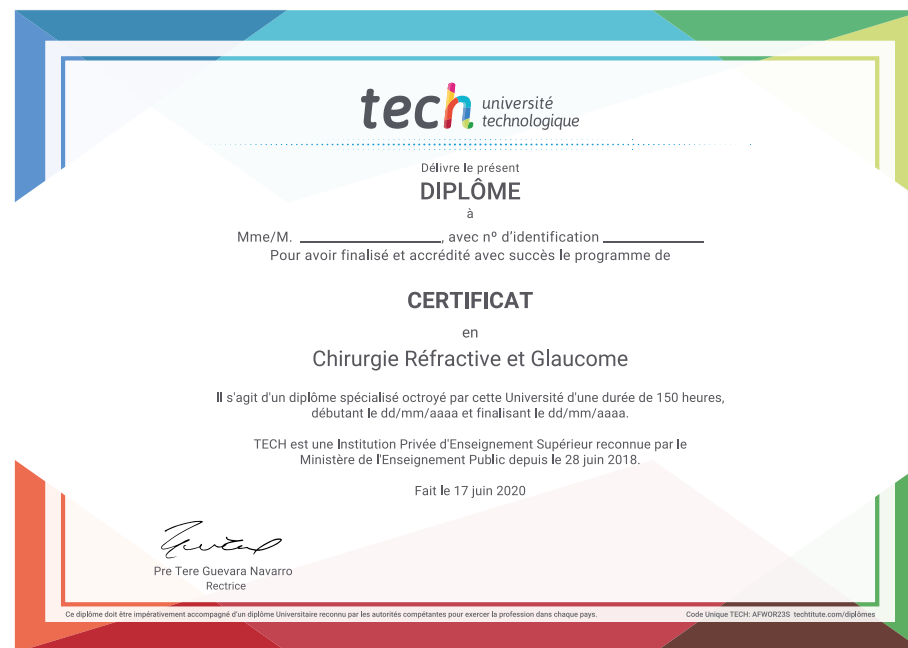 tech université
technologique
Délivre le présent
DIPLÔME
à
Mme/M. ____________________, avec nº d'identification ______________
Pour avoir finalisé et accrédité avec succès le programme de
CERTIFICAT
en
Chirurgie Réfractive et Glaucome
Il s'agit d'un diplôme spécialisé octroyé par cette Université d'une durée de 150 heures,
débutant le dd/mm/aaaa et finalisant le dd/mm/aaaa.
TECH est une Institution Privée d'Enseignement Supérieur reconnue par le
Ministère de l'Enseignement Public depuis le 28 juin 2018.
Fait le 17 juin 2020
Pre Tere Guevara Navarro
Rectrice
Ce diplôme doit être impérativement accompagné d'un diplôme Universitaire reconnu par les autorités compétantes pour exercer la profession dans chaque pays.
Code Unique TECH: AFWOR23S techtitute.com/diplômes